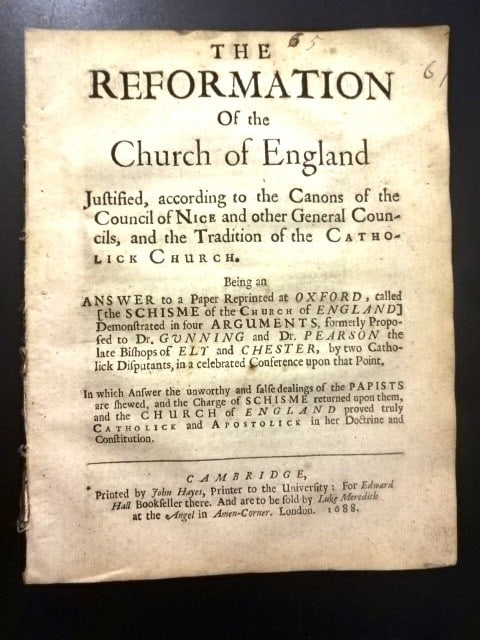 65
61
THE
REFORMATION
Of the
Church of England
Juſtified, according to the Canons of the
Council of NICE and other General Coun-
cils, and the Tradition of the CATHO-
LICK CHURCH.
Being an
ANSWER to a Paper Reprinted at OXFORD, called
[the SCHISME of the CHURCH of ENGLAND]
Demonſtrated in four ARGUMENTS, formerly Propo-
ſed to Dr. GUNNING and Dr. PEARSON the
late Biſhops of ELY and CHESTER, by two Catho-
lick Diſputants, in a celebrated Conference upon that Point.
In which Anſwer the unworthy and falſe dealings of the PAPISTS
are ſhewed, and the Charge of SCHISME returned upon them,
and the CHURCH of ENGLAND proved truly
CATHOLICK and APOSTOLICK in her Doctrine and
Conſtitution.
CAMBRIDGE,
Printed by John Hayes, Printer to the Univerſity: For Edward
Hall Bookſeller there. And are to be ſold by Luke Meredith
at the Angel in Amen-Corner. London. 1688.